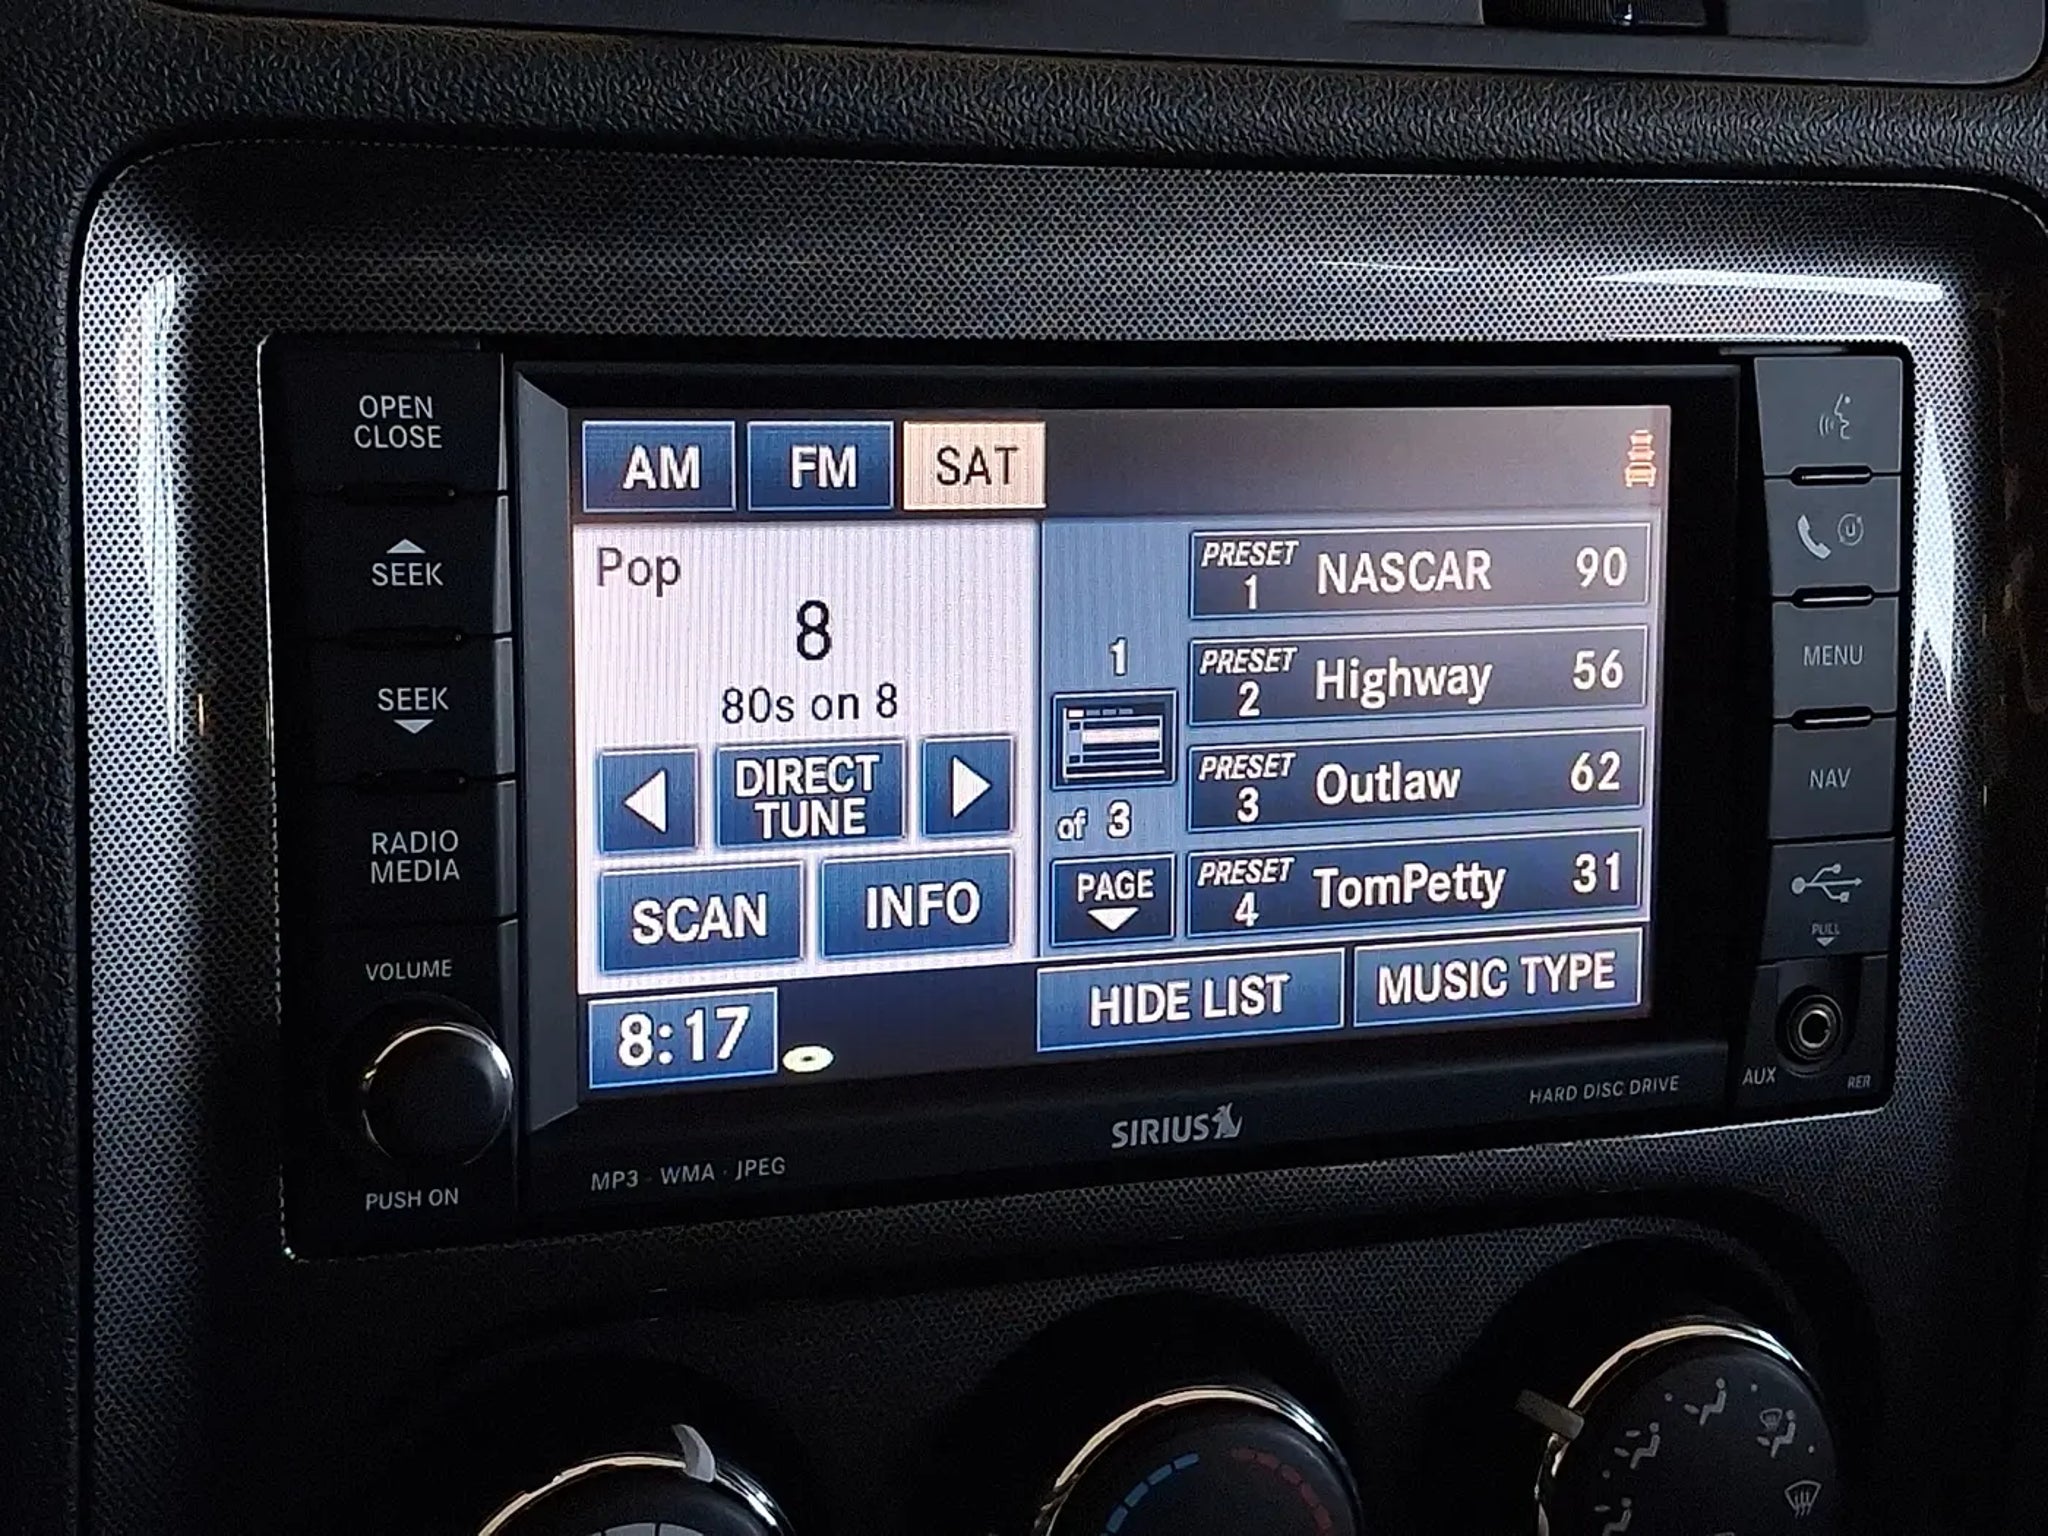 OPEN
CLOSE
SEEK
SEEK
RADIO
MEDIA
VOLUME
PUSH ON
AM FM SAT
Pop
8
80s on 8
DIRECT
TUNE
SCAN INFO
8:17
1
of 3
PAGE
PRESET 1 NASCAR 90
PRESET 2 Highway 56
PRESET 3 Outlaw 62
PRESET 4 TomPetty 31
HIDE LIST MUSIC TYPE
MP3 · WMA · JPEG
SIRIUS
HARD DISC DRIVE
MENU
NAV
PULL
AUX
RER